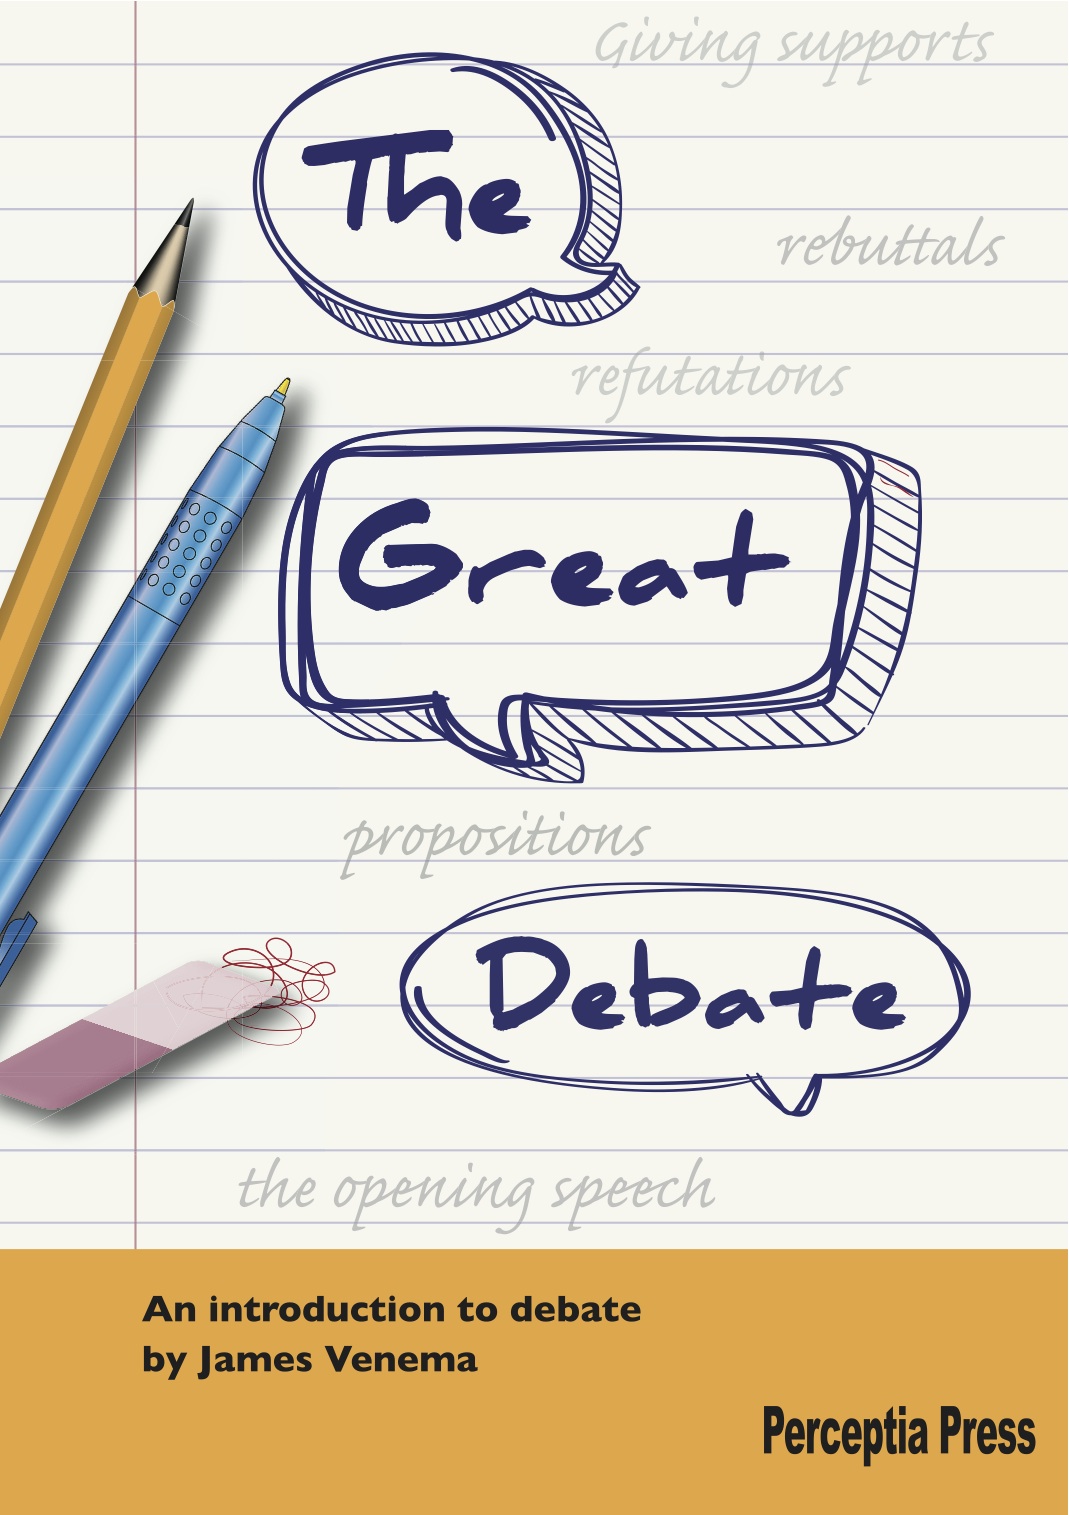 Giving supports
The
rebuttals
refutations
Great
propositions
Debate
the opening speech
An introduction to debate
by James Venema
Perceptia Press